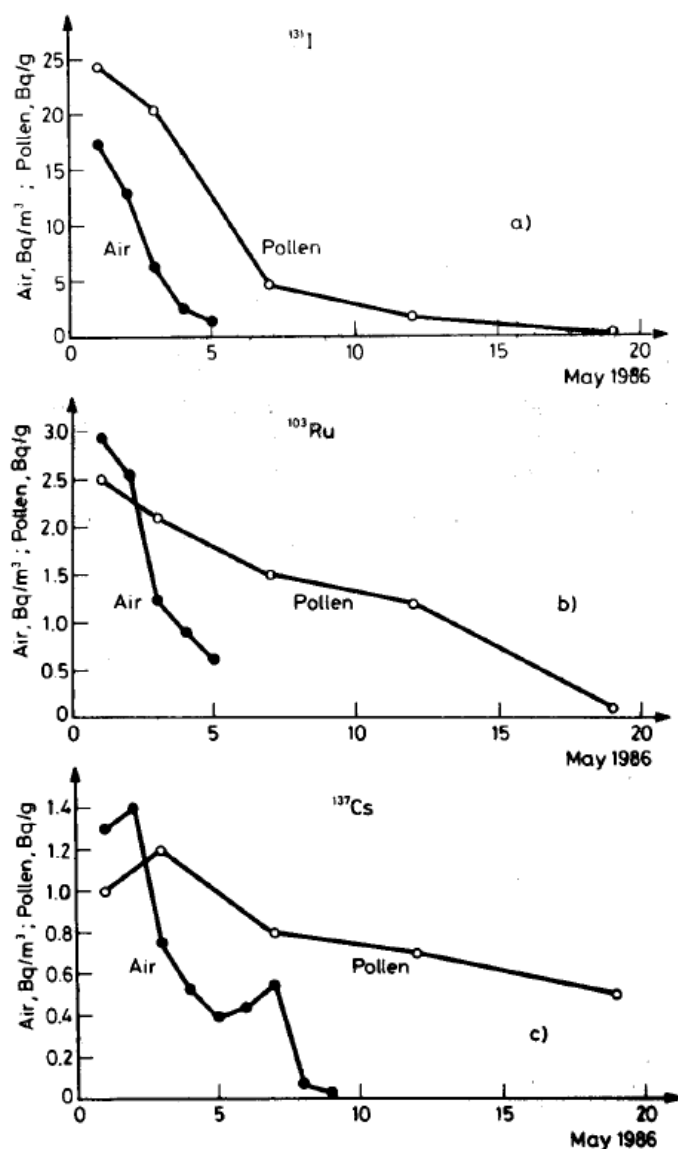 ¹³¹I
Air, Bq/m³ ; Pollen, Bq/g
25
20
15
10
5
0
Air
Pollen
a)
0 5 10 15 20
May 1986
¹⁰³Ru
Air, Bq/m³ ; Pollen, Bq/g
3.0
2.5
2.0
1.5
1.0
0.5
0
Air
Pollen
b)
0 5 10 15 20
May 1986
¹³⁷Cs
Air, Bq/m³; Pollen, Bq/g
1.4
1.2
1.0
0.8
0.6
0.4
0.2
0
Air
Pollen
c)
0 5 10 15 20
May 1986